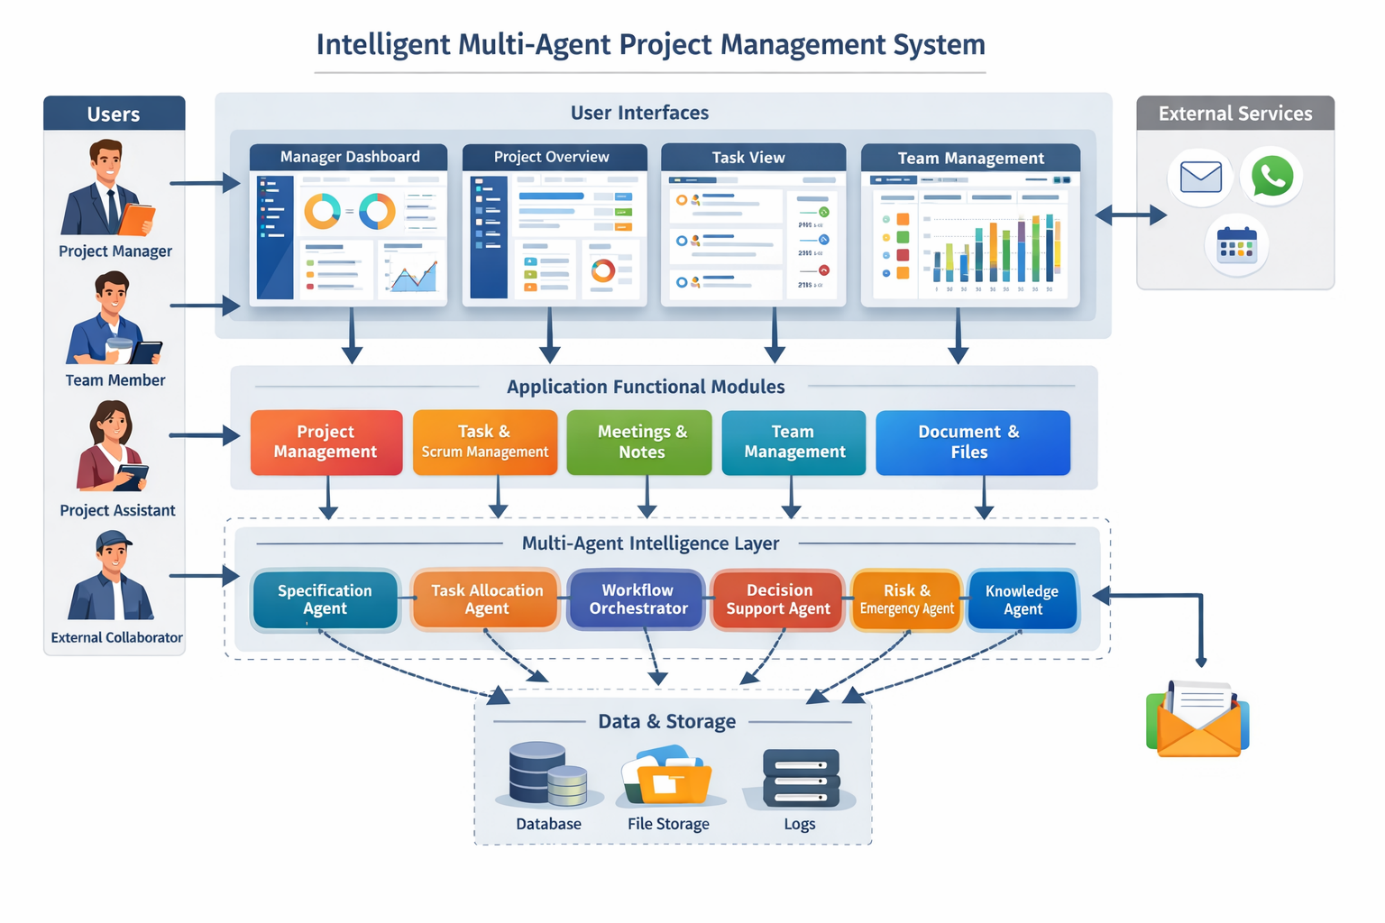 Intelligent Multi-Agent Project Management System
Users
Project Manager
Team Member
Project Assistant
External Collaborator
User Interfaces
Manager Dashboard
Project Overview
Task View
Team Management
External Services
Application Functional Modules
Project
Management
Task &
Scrum Management
Meetings &
Notes
Team
Management
Document &
Files
Multi-Agent Intelligence Layer
Specification
Agent
Task Allocation
Agent
Workflow
Orchestrator
Decision
Support Agent
Risk &
Emergency Agent
Knowledge
Agent
Data & Storage
Database
File Storage
Logs